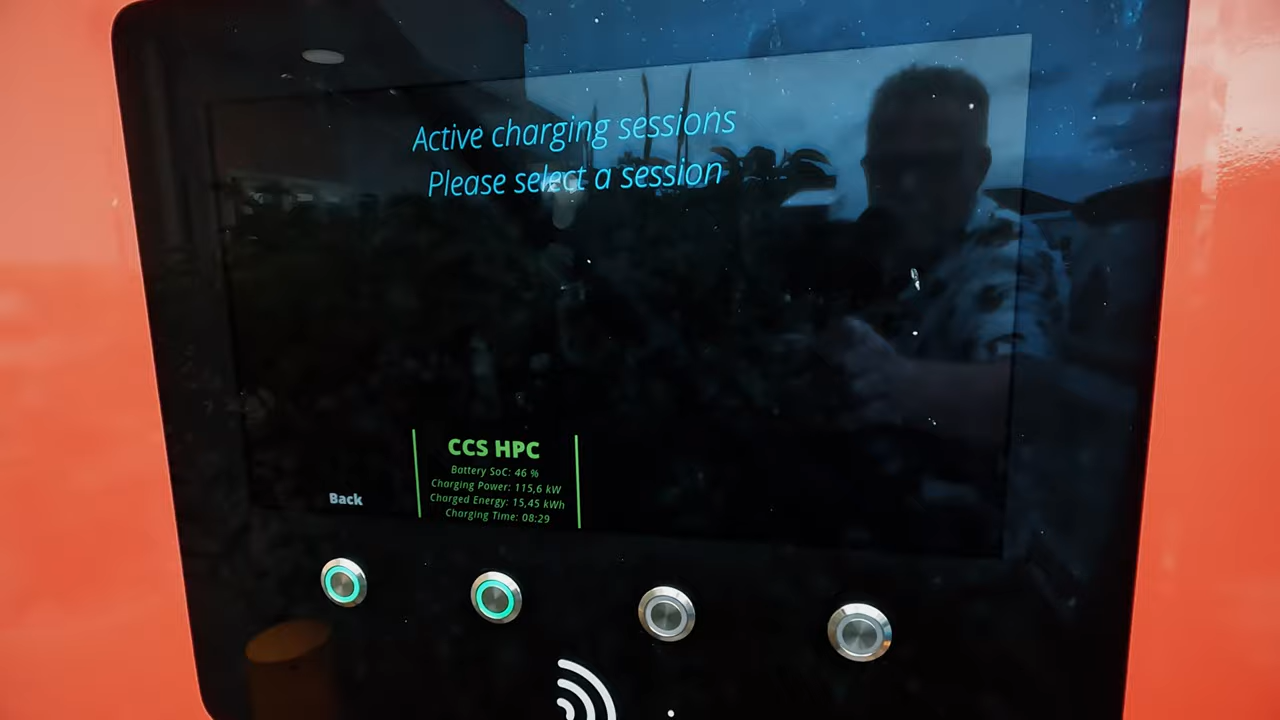 Active charging sessions
Please select a session
CCS HPC
Battery SoC: 46 %
Charging Power: 115,6 kW
Charged Energy: 15,45 kWh
Charging Time: 08:29
Back